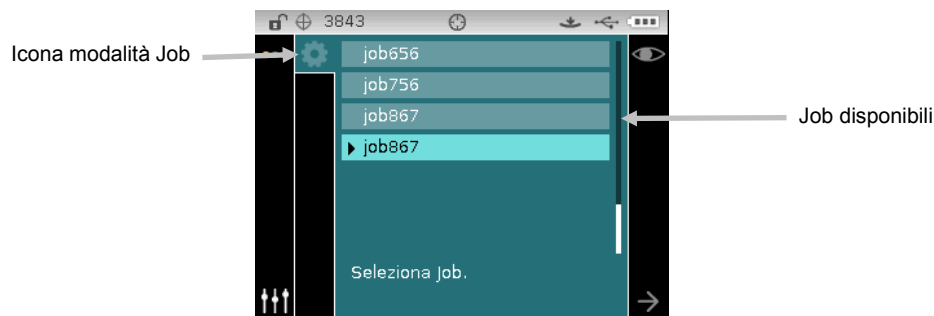 3843
Icona modalità Job
job656
job756
job867
Job disponibili
job867
Seleziona Job.